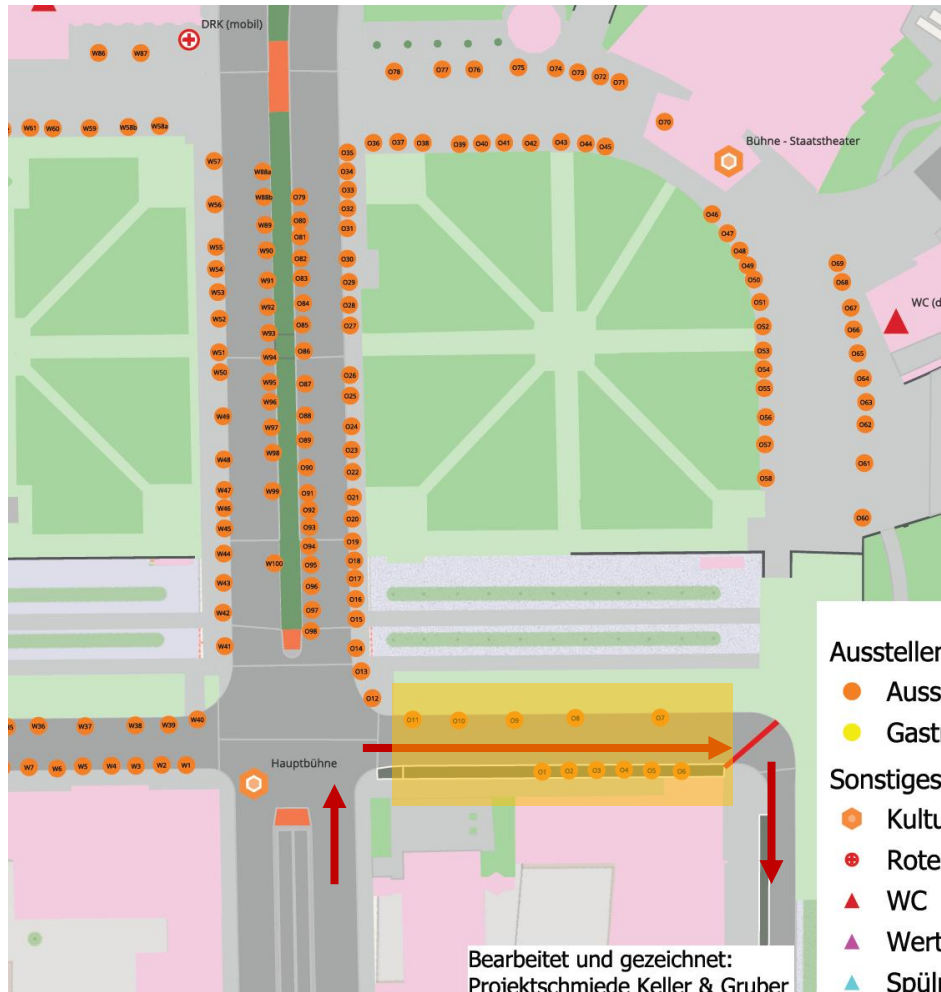 DRK (mobil)
W86 W87
O78 O77 O76 O75 O74 O73 O72 O71
O70
Bühne - Staatstheater
W61 W60 W59 W58b W58a
O36 O37 O38 O39 O40 O41 O42 O43 O44 O45
W57 W88a O35
O34
W88b O79 O33
W56 O80 O32
W89 O81 O31
W55 W90 O82 O30
W54 W91 O83 O29
W53 W92 O84 O28
W52 W93 O85 O27
W51 W94 O86
W50 W95 O87 O26
W96 O25
W49 W97 O88 O24
W98 O89 O23
W48 O90 O22
W47 W99 O91 O21
W46 O92 O20
W45 O93 O19
W44 O94 O18
W100 O95 O17
W43 O96 O16
W42 O97 O15
W41 O98 O14
O13
O12
O46
O47
O48
O49
O50
O51
O52
O53
O54
O55
O56
O57
O58
O69
O68
O67
O66
O65
O64
O63
O62
O61
O60
WC (d
W36 W37 W38 W39 W40
O11 O10 O9 O8 O7
W7 W6 W5 W4 W3 W2 W1
Hauptbühne
O1 O2 O3 O4 O5 O6
Aussteller
Auss
Gastr
Sonstiges
Kultu
Rote
WC
Wert
Spülm
Bearbeitet und gezeichnet:
Projektschmiede Keller & Gruber